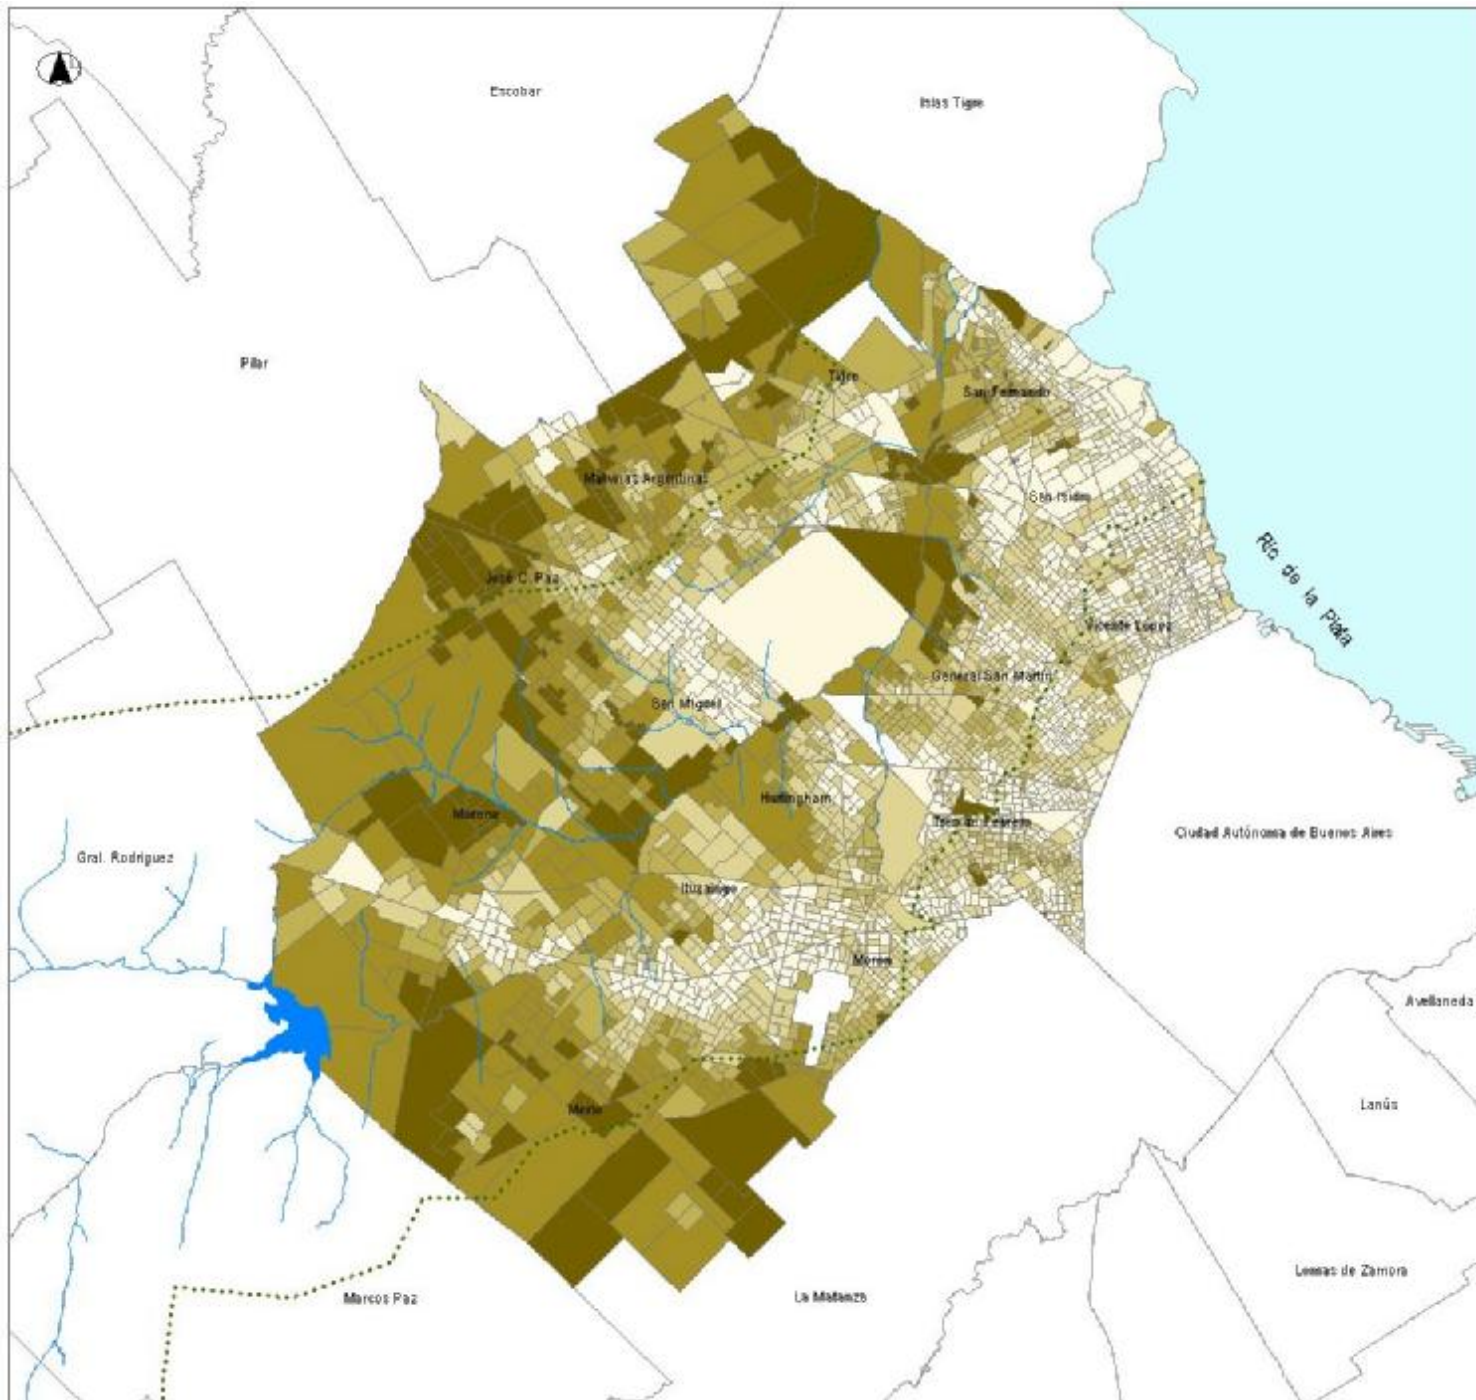 Escobar
Islas Tigre
Pilar
Tigre
San Fernando
Malvinas Argentinas
San Isidro
José C. Paz
Río de la Plata
Vicente López
General San Martín
San Miguel
Hurlingham
Moreno
Tres de Febrero
Ciudad Autónoma de Buenos Aires
Gral. Rodríguez
Ituzaingo
Morón
Avellaneda
Lanús
Merlo
Lomas de Zamora
Marcos Paz
La Matanza